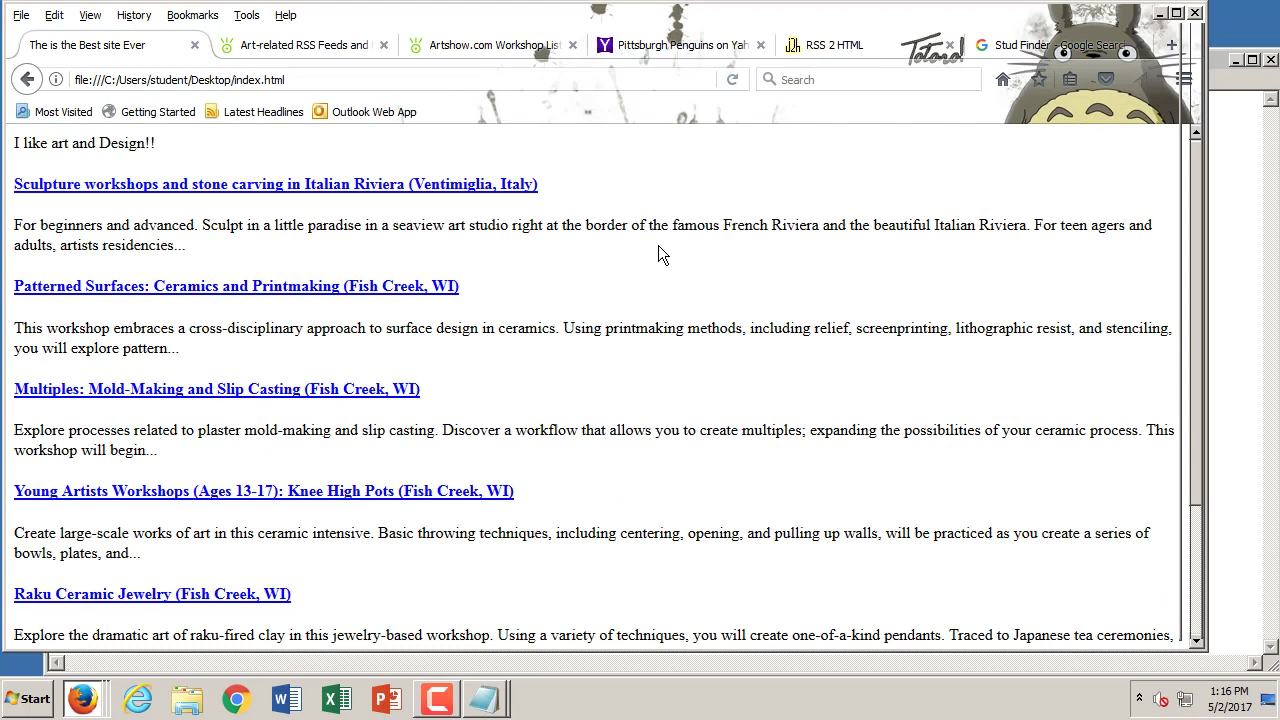 File Edit View History Bookmarks Tools Help
The is the Best site Ever
Art-related RSS Feeds and
Artshow.com Workshop List
Pittsburgh Penguins on Yah
RSS 2 HTML
Totoro!
Stud Finder - Google Search
file:///C:/Users/student/Desktop/index.html
Search
Most Visited Getting Started Latest Headlines Outlook Web App
I like art and Design!!
Sculpture workshops and stone carving in Italian Riviera (Ventimiglia, Italy)
For beginners and advanced. Sculpt in a little paradise in a seaview art studio right at the border of the famous French Riviera and the beautiful Italian Riviera. For teen agers and
adults, artists residencies...
Patterned Surfaces: Ceramics and Printmaking (Fish Creek, WI)
This workshop embraces a cross-disciplinary approach to surface design in ceramics. Using printmaking methods, including relief, screenprinting, lithographic resist, and stenciling,
you will explore pattern...
Multiples: Mold-Making and Slip Casting (Fish Creek, WI)
Explore processes related to plaster mold-making and slip casting. Discover a workflow that allows you to create multiples; expanding the possibilities of your ceramic process. This
workshop will begin...
Young Artists Workshops (Ages 13-17): Knee High Pots (Fish Creek, WI)
Create large-scale works of art in this ceramic intensive. Basic throwing techniques, including centering, opening, and pulling up walls, will be practiced as you create a series of
bowls, plates, and...
Raku Ceramic Jewelry (Fish Creek, WI)
Explore the dramatic art of raku-fired clay in this jewelry-based workshop. Using a variety of techniques, you will create one-of-a-kind pendants. Traced to Japanese tea ceremonies,
Start
1:16 PM
5/2/2017